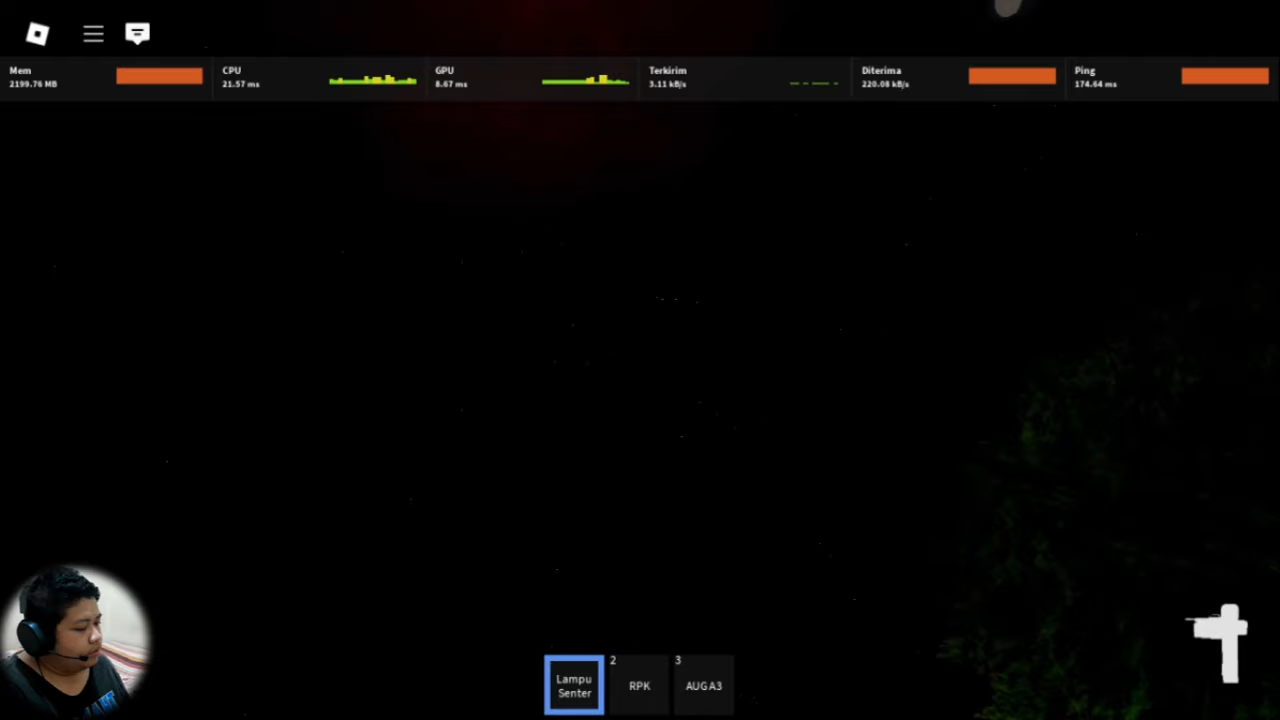 Mem
2199.76 MB
CPU
21.57 ms
GPU
8.67 ms
Terkirim
3.11 kB/s
Diterima
220.08 kB/s
Ping
174.64 ms
Lampu
Senter
2
RPK
3
AUG A3